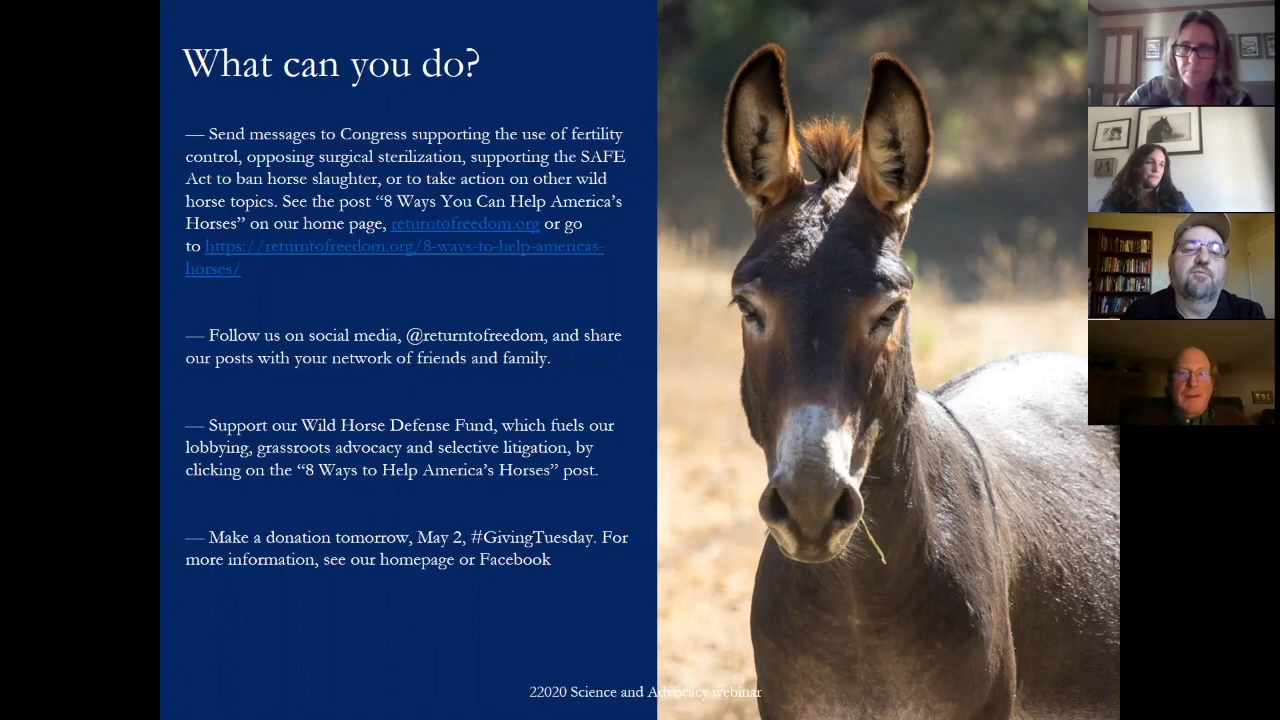 What can you do?
— Send messages to Congress supporting the use of fertility
control, opposing surgical sterilization, supporting the SAFE
Act to ban horse slaughter, or to take action on other wild
horse topics. See the post “8 Ways You Can Help America’s
Horses” on our home page, returntofreedom.org or go
to https://returntofreedom.org/8-ways-to-help-americas-
horses/
— Follow us on social media, @returntofreedom, and share
our posts with your network of friends and family.
— Support our Wild Horse Defense Fund, which fuels our
lobbying, grassroots advocacy and selective litigation, by
clicking on the “8 Ways to Help America’s Horses” post.
— Make a donation tomorrow, May 2, #GivingTuesday. For
more information, see our homepage or Facebook
22020 Science and Advocacy webinar